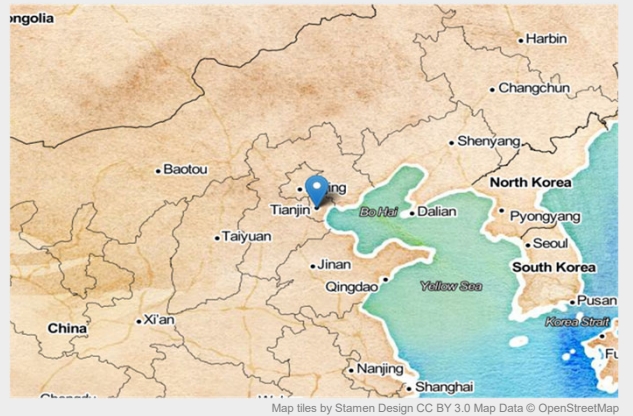 ongolia
Harbin
Changchun
Shenyang
Baotou
ing
North Korea
Tianjin
Bo Hai
Dalian
Pyongyang
Taiyuan
Seoul
Jinan
South Korea
Qingdao
Yellow Sea
Pusan
Xi'an
Korea Strait
China
Fu
Nanjing
Shanghai
Map tiles by Stamen Design CC BY 3.0 Map Data © OpenStreetMap